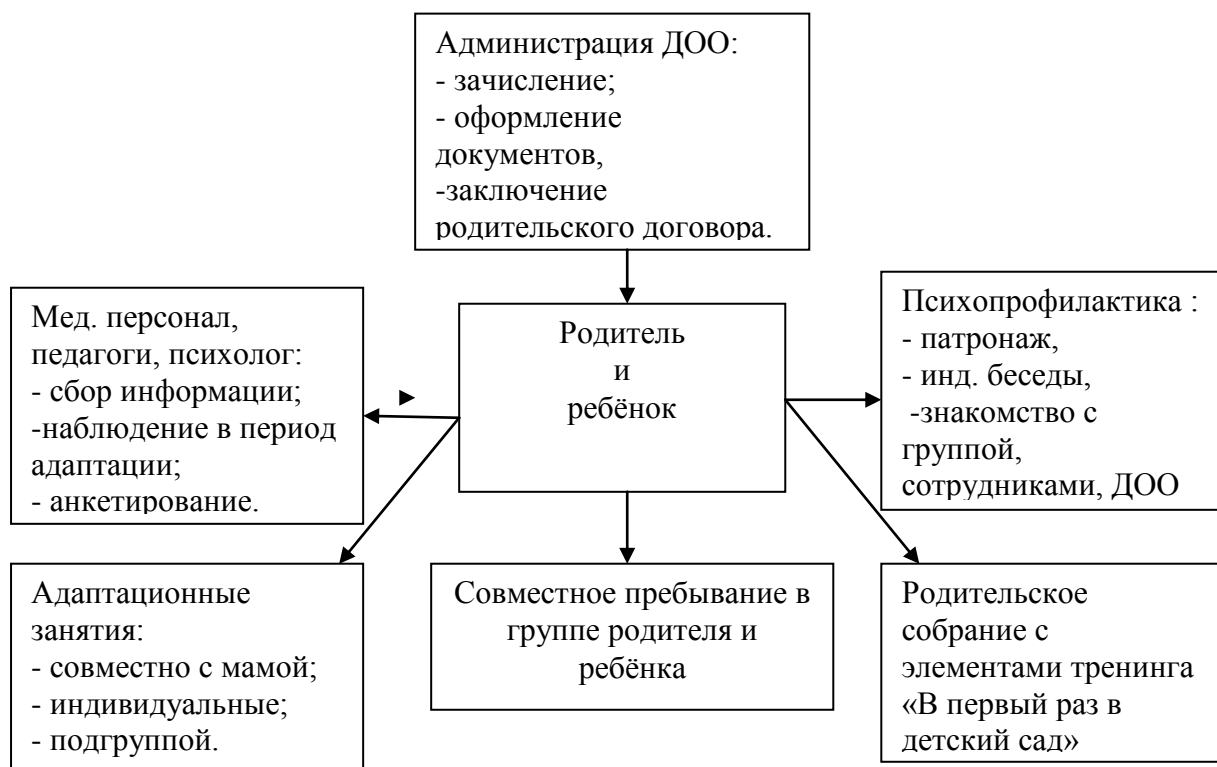 Администрация ДОО:
- зачисление;
- оформление
документов,
-заключение
родительского договора.
Мед. персонал,
педагоги, психолог:
- сбор информации;
-наблюдение в период
адаптации;
- анкетирование.
Родитель
и
ребёнок
Психопрофилактика :
- патронаж,
- инд. беседы,
-знакомство с
группой,
сотрудниками, ДОО
Адаптационные
занятия:
- совместно с мамой;
- индивидуальные;
- подгруппой.
Совместное пребывание в
группе родителя и
ребёнка
Родительское
собрание с
элементами тренинга
«В первый раз в
детский сад»